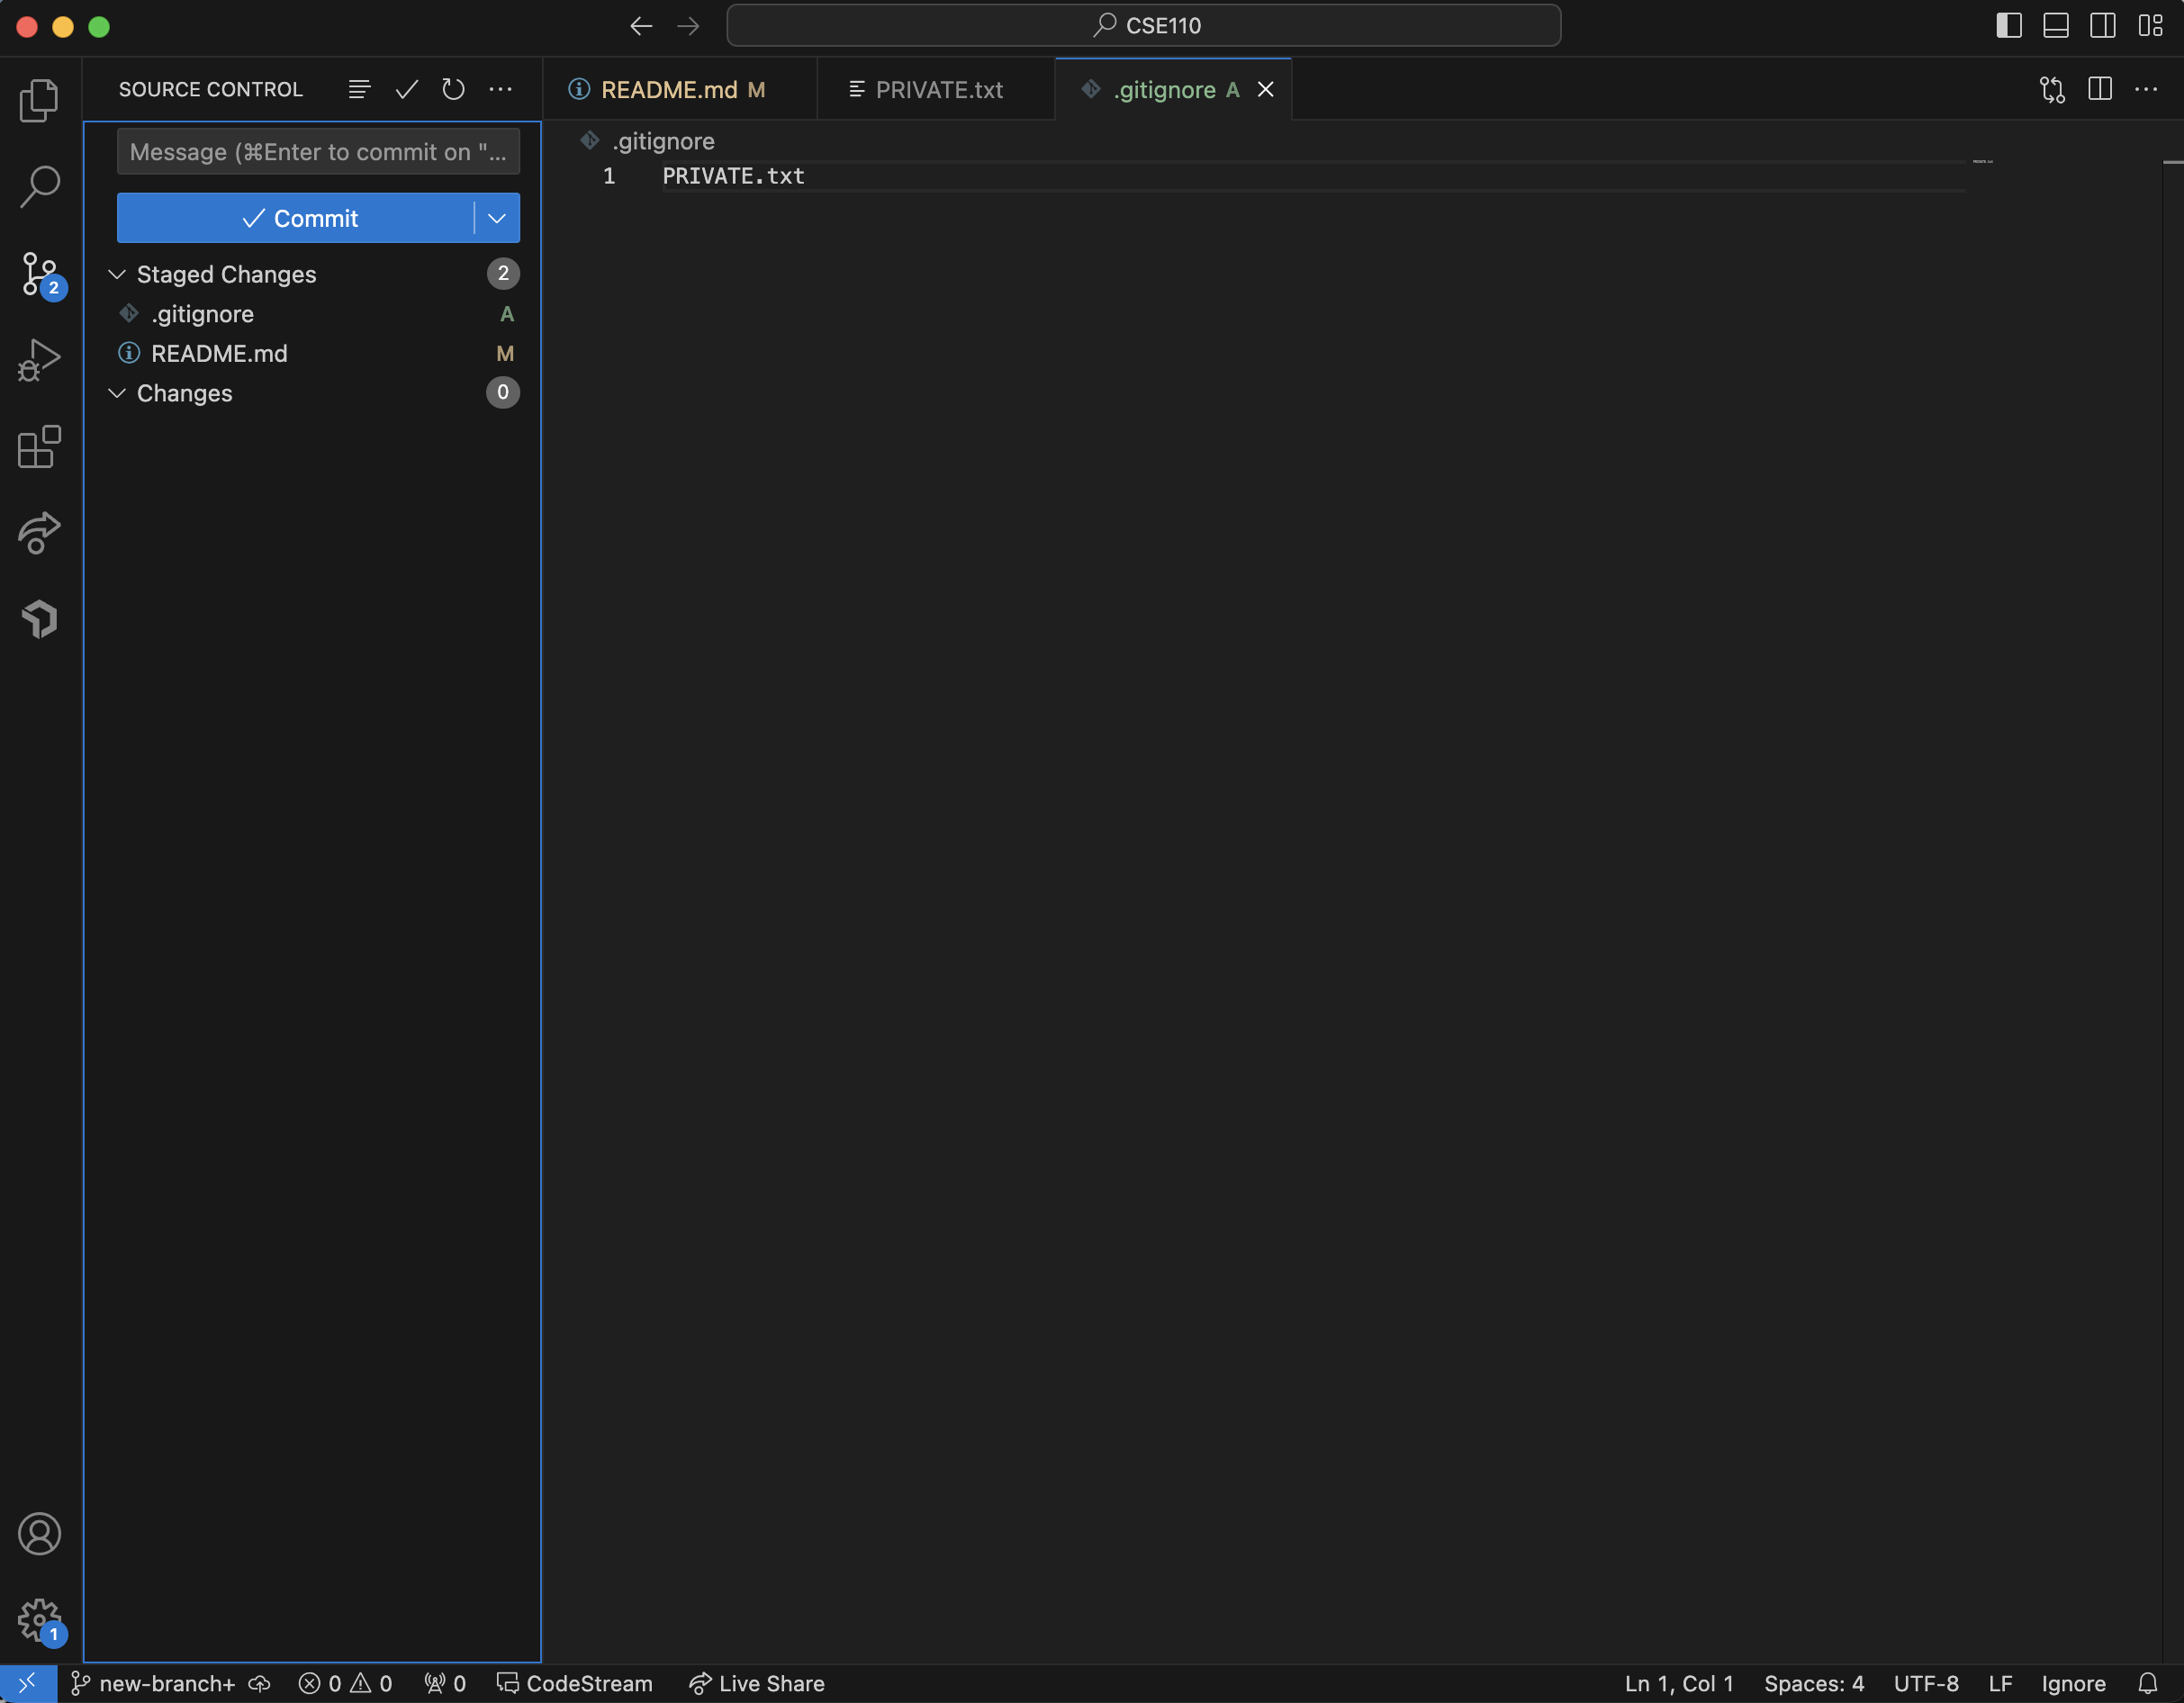 CSE110
SOURCE CONTROL
README.md M
PRIVATE.txt
.gitignore A
Message (⌘Enter to commit on "...
.gitignore
1 PRIVATE.txt
Commit
Staged Changes 2
.gitignore A
README.md M
Changes 0
2
1
new-branch+ 0 0 0 CodeStream Live Share Ln 1, Col 1 Spaces: 4 UTF-8 LF Ignore